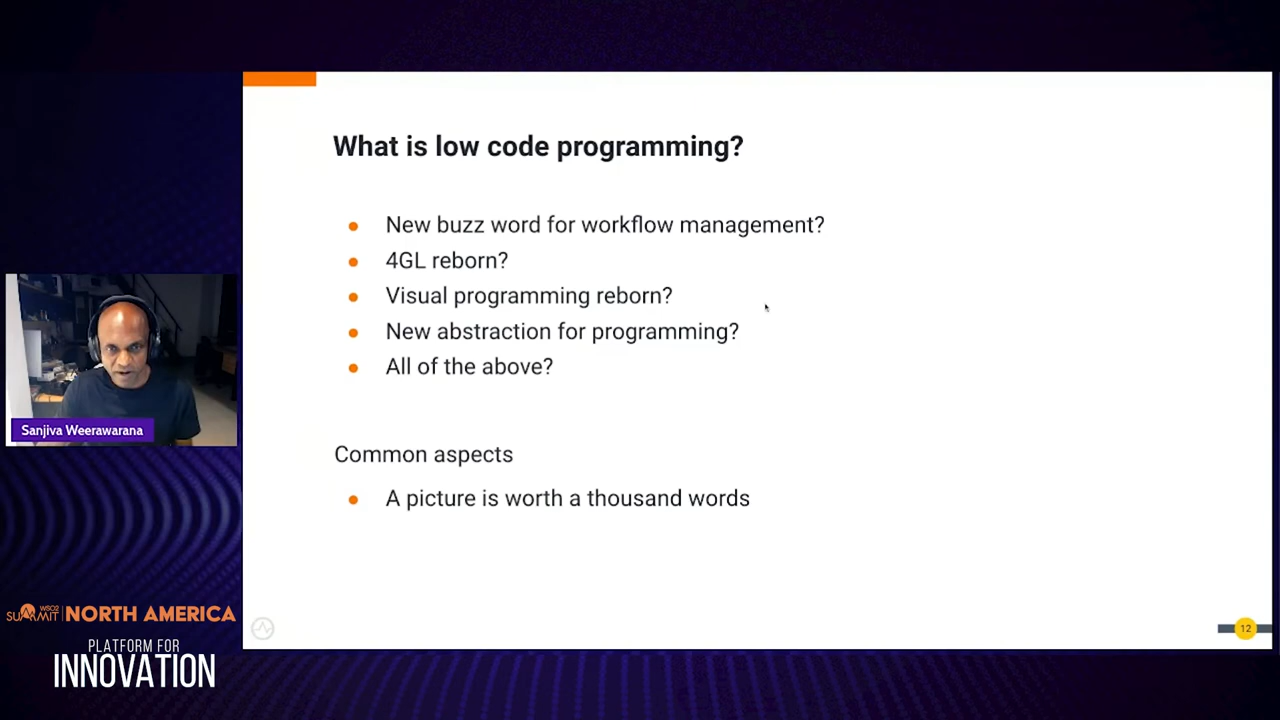 What is low code programming?
New buzz word for workflow management?
4GL reborn?
Visual programming reborn?
New abstraction for programming?
All of the above?
Common aspects
A picture is worth a thousand words
12
Sanjiva Weerawarana
WSO2
SUMMIT
NORTH AMERICA
PLATFORM FOR
INNOVATION